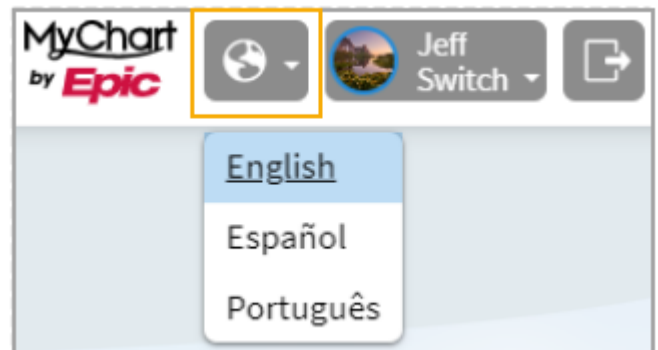 MyChart
by Epic
Jeff
Switch
English
Español
Português